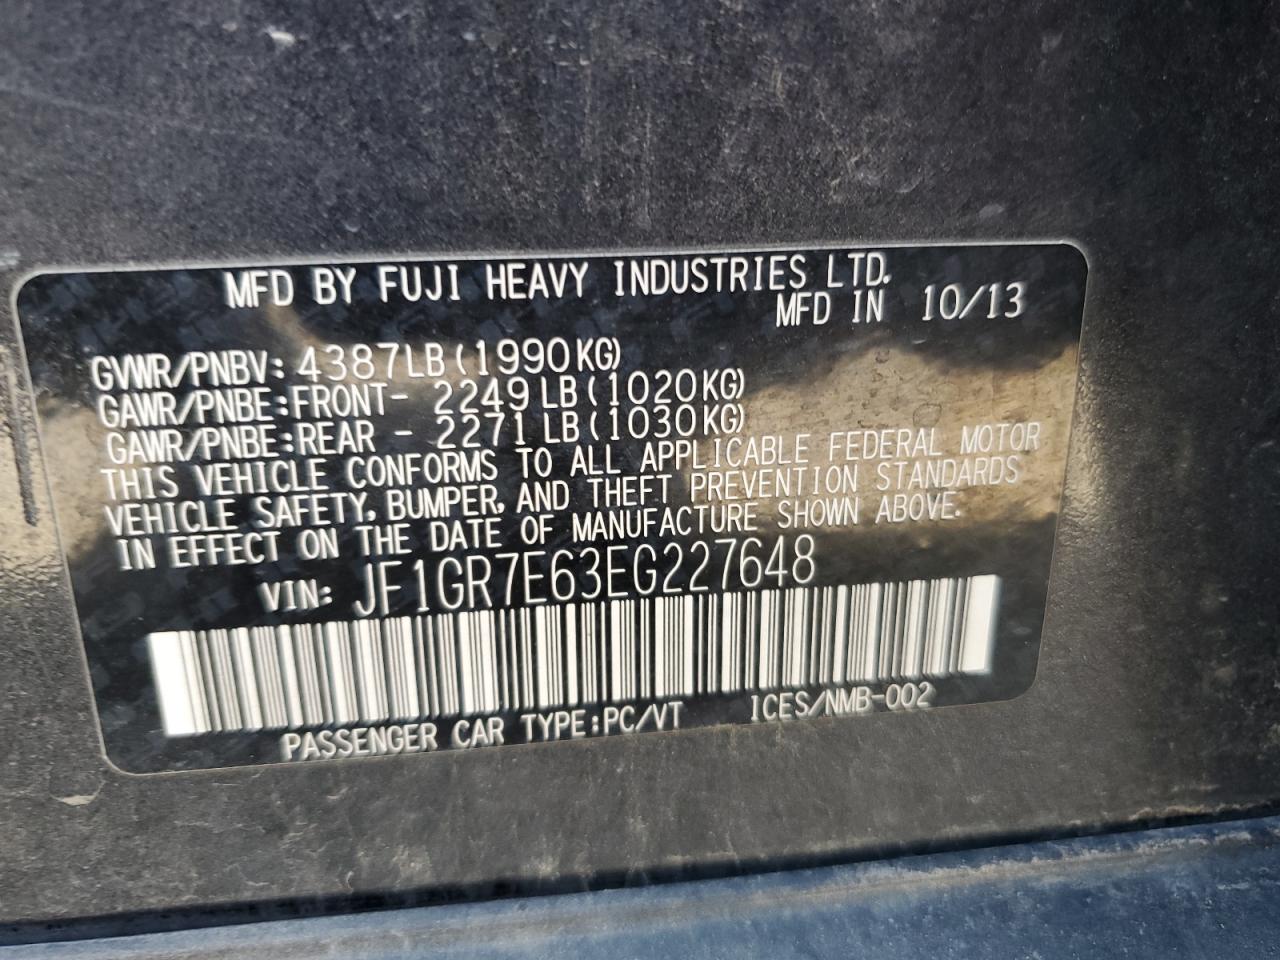 MFD BY FUJI HEAVY INDUSTRIES LTD.
MFD IN 10/13
GVWR/PNBV: 4387LB (1990KG)
GAWR/PNBE:FRONT- 2249LB (1020KG)
GAWR/PNBE:REAR - 2271LB (1030KG)
THIS VEHICLE CONFORMS TO ALL APPLICABLE FEDERAL MOTOR
VEHICLE SAFETY, BUMPER, AND THEFT PREVENTION STANDARDS
IN EFFECT ON THE DATE OF MANUFACTURE SHOWN ABOVE.
VIN: JF1GR7E63EG227648
PASSENGER CAR TYPE:PC/VT ICES/NMB-002